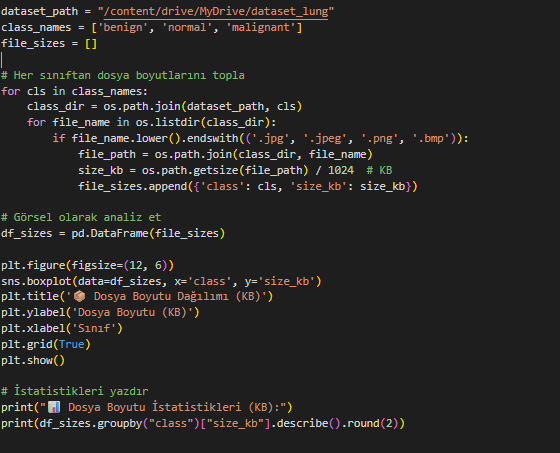 dataset_path = "/content/drive/MyDrive/dataset_lung"
class_names = ['benign', 'normal', 'malignant']
file_sizes = []

# Her sınıftan dosya boyutlarını topla
for cls in class_names:
    class_dir = os.path.join(dataset_path, cls)
    for file_name in os.listdir(class_dir):
        if file_name.lower().endswith(('.jpg', '.jpeg', '.png', '.bmp')):
            file_path = os.path.join(class_dir, file_name)
            size_kb = os.path.getsize(file_path) / 1024  # KB
            file_sizes.append({'class': cls, 'size_kb': size_kb})

# Görsel olarak analiz et
df_sizes = pd.DataFrame(file_sizes)

plt.figure(figsize=(12, 6))
sns.boxplot(data=df_sizes, x='class', y='size_kb')
plt.title('📦 Dosya Boyutu Dağılımı (KB)')
plt.ylabel('Dosya Boyutu (KB)')
plt.xlabel('Sınıf')
plt.grid(True)
plt.show()

# İstatistikleri yazdır
print("📊 Dosya Boyutu İstatistikleri (KB):")
print(df_sizes.groupby("class")["size_kb"].describe().round(2))